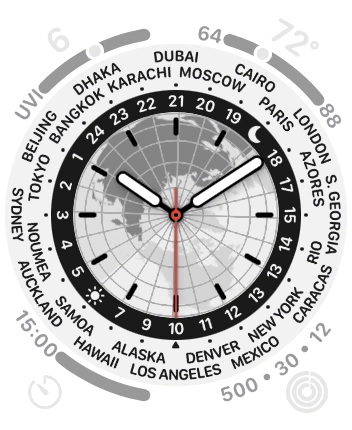 UVI 6
64 72° 88
DUBAI
MOSCOW
CAIRO
PARIS
LONDON
AZORES
S. GEORGIA
RIO
CARACAS
NEW YORK
MEXICO
DENVER
LOS ANGELES
ALASKA
HAWAII
SAMOA
AUCKLAND
NOUMEA
SYDNEY
TOKYO
BEIJING
BANGKOK
DHAKA
KARACHI
21
20
19
18
17
15
14
13
13
12
11
10
9
7
5
4
3
2
1
24
23
22
15:00
500 • 30 • 12